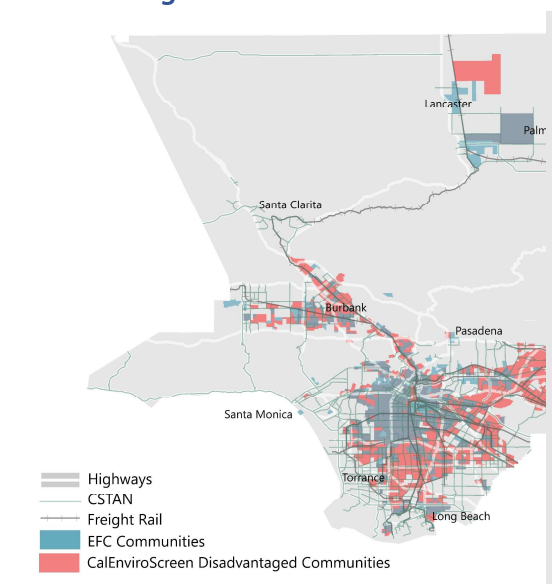 Lancaster
Palm
Santa Clarita
Burbank
Pasadena
Santa Monica
Torrance
Long Beach
Highways
CSTAN
Freight Rail
EFC Communities
CalEnviroScreen Disadvantaged Communities